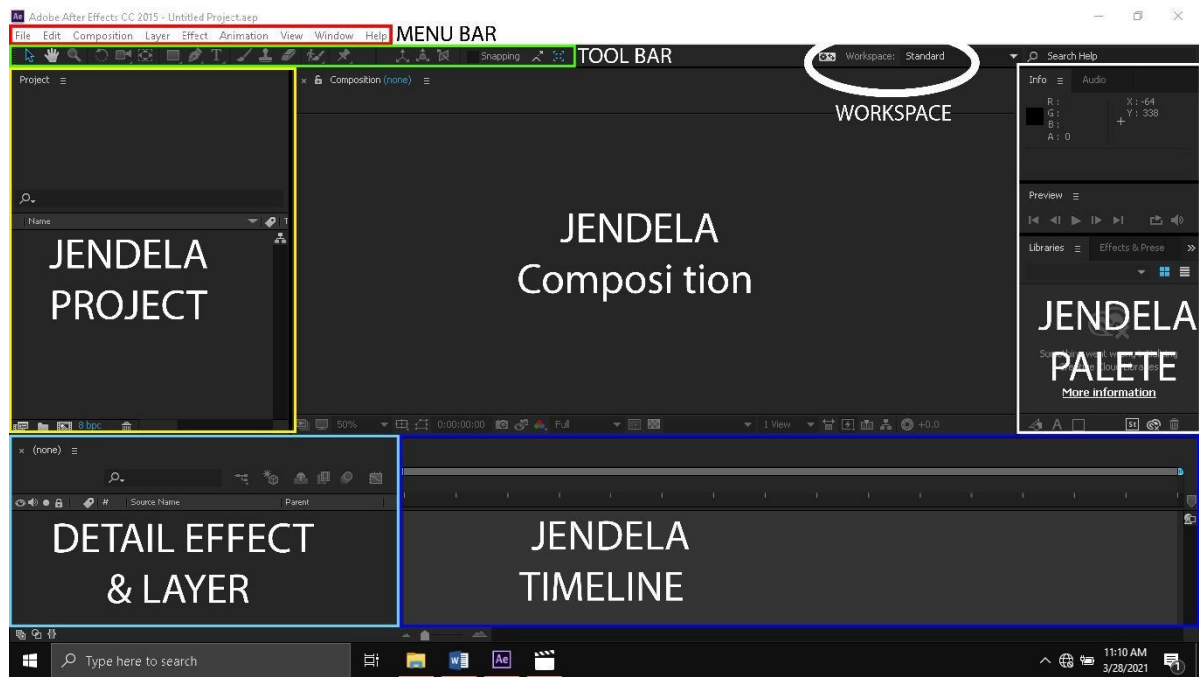 Adobe After Effects CC 2015 - Untitled Project.aep
File Edit Composition Layer Effect Animation View Window Help MENU BAR
Snapping TOOL BAR Workspace: Standard Search Help
WORKSPACE
Project
Composition (none)
Info Audio
R: X: -64
G: Y: 338
B:
A: 0
Preview
Name T
JENDELA
PROJECT
JENDELA
Composi tion
Libraries Effects & Prese
JENDELA
PALETE
More information
8 bpc
50% 0:00:00:00 Full 1 View +0.0
St
(none)
# Source Name Parent
DETAIL EFFECT
& LAYER
JENDELA
TIMELINE
Type here to search
W
Ae
11:10 AM
3/28/2021
1